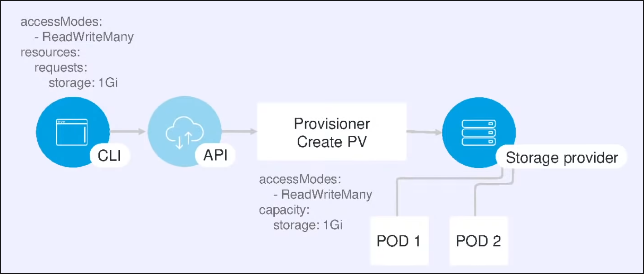 accessModes:
- ReadWriteMany
resources:
requests:
storage: 1Gi
CLI
API
Provisioner
Create PV
Storage provider
accessModes:
- ReadWriteMany
capacity:
storage: 1Gi
POD 1
POD 2